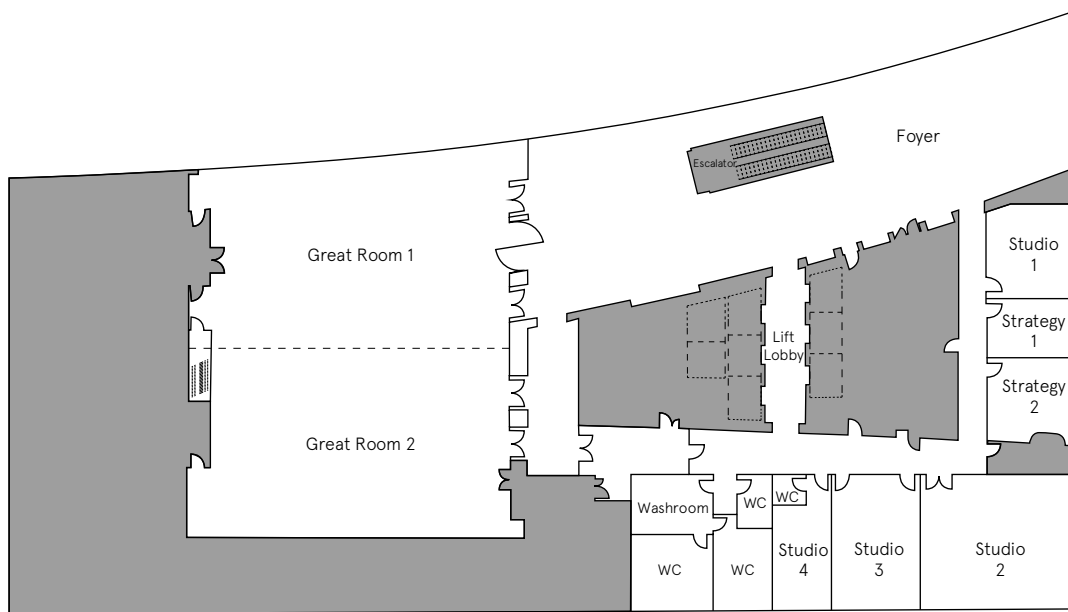 Foyer
Escalator
Great Room 1
Studio
1
Strategy
1
Lift
Lobby
Strategy
2
Great Room 2
Washroom
WC
WC
WC
WC
Studio
4
Studio
3
Studio
2